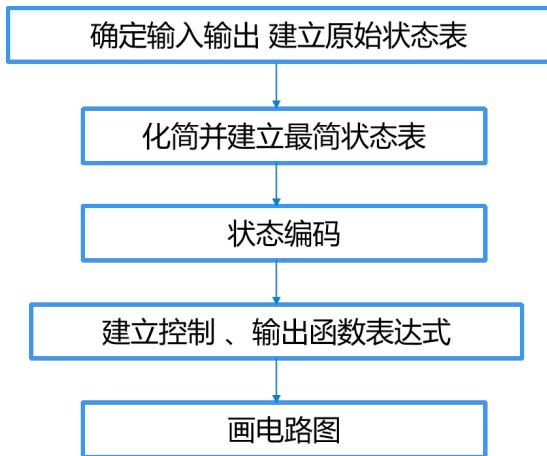 确定输入输出 建立原始状态表
化简并建立最简状态表
状态编码
建立控制 、输出函数表达式
画电路图